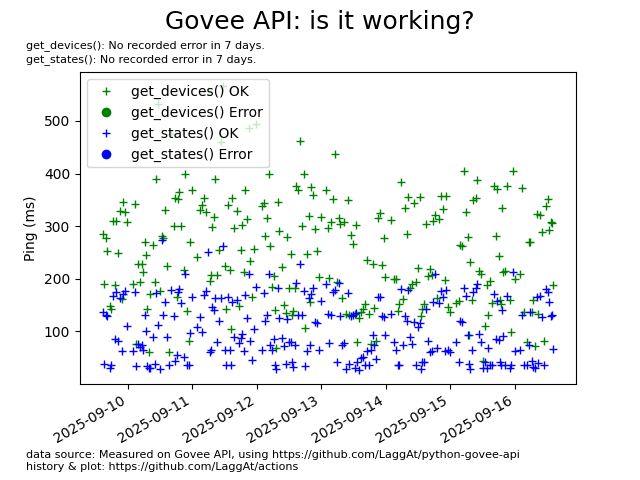 Govee API: is it working?
get_devices(): No recorded error in 7 days.
get_states(): No recorded error in 7 days.
get_devices() OK
get_devices() Error
get_states() OK
get_states() Error
Ping (ms)
500
400
300
200
100
2025-09-10
2025-09-11
2025-09-12
2025-09-13
2025-09-14
2025-09-15
2025-09-16
data source: Measured on Govee API, using https://github.com/LaggAt/python-govee-api
history & plot: https://github.com/LaggAt/actions